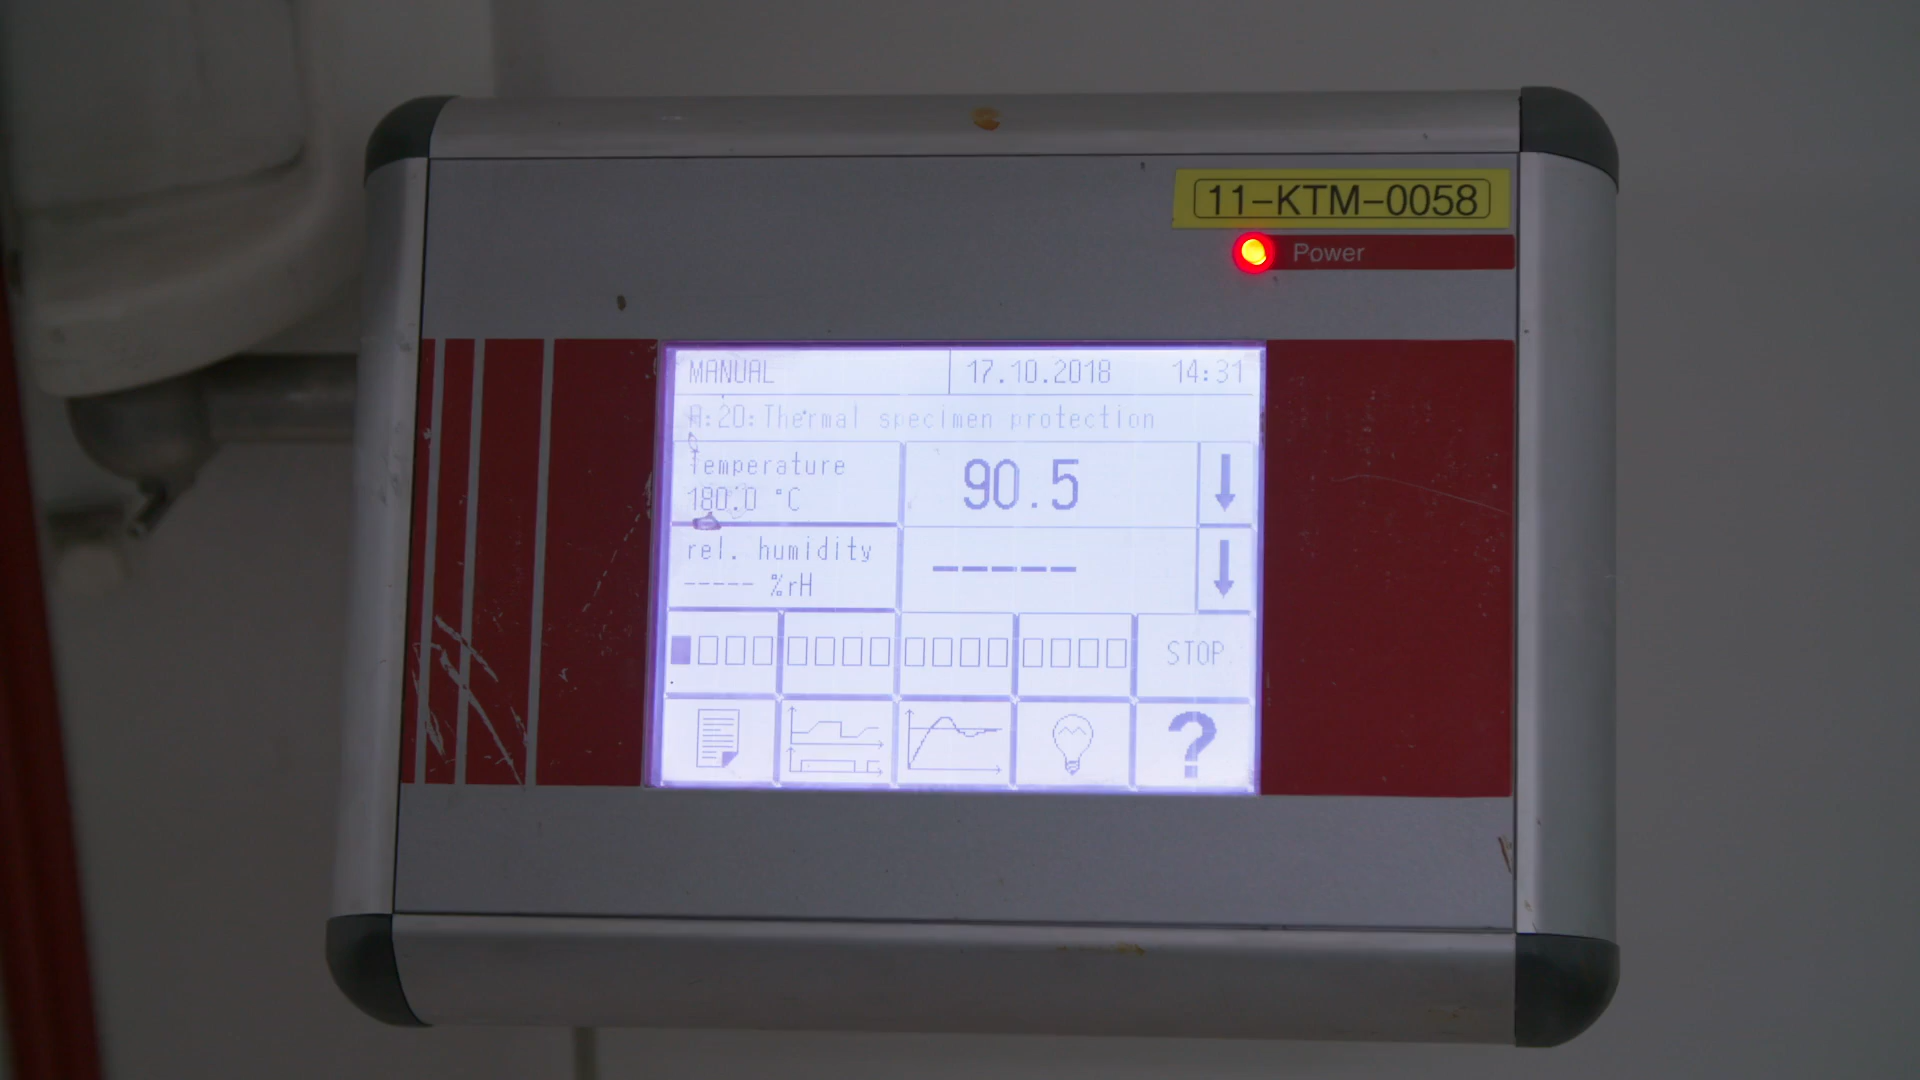 11-KTM-0058
Power
MANUAL 17.10.2018 14:31
A:20:Thermal specimen protection
Temperature
180.0 °C
90.5
rel. humidity
----- %rH
-----
STOP
?